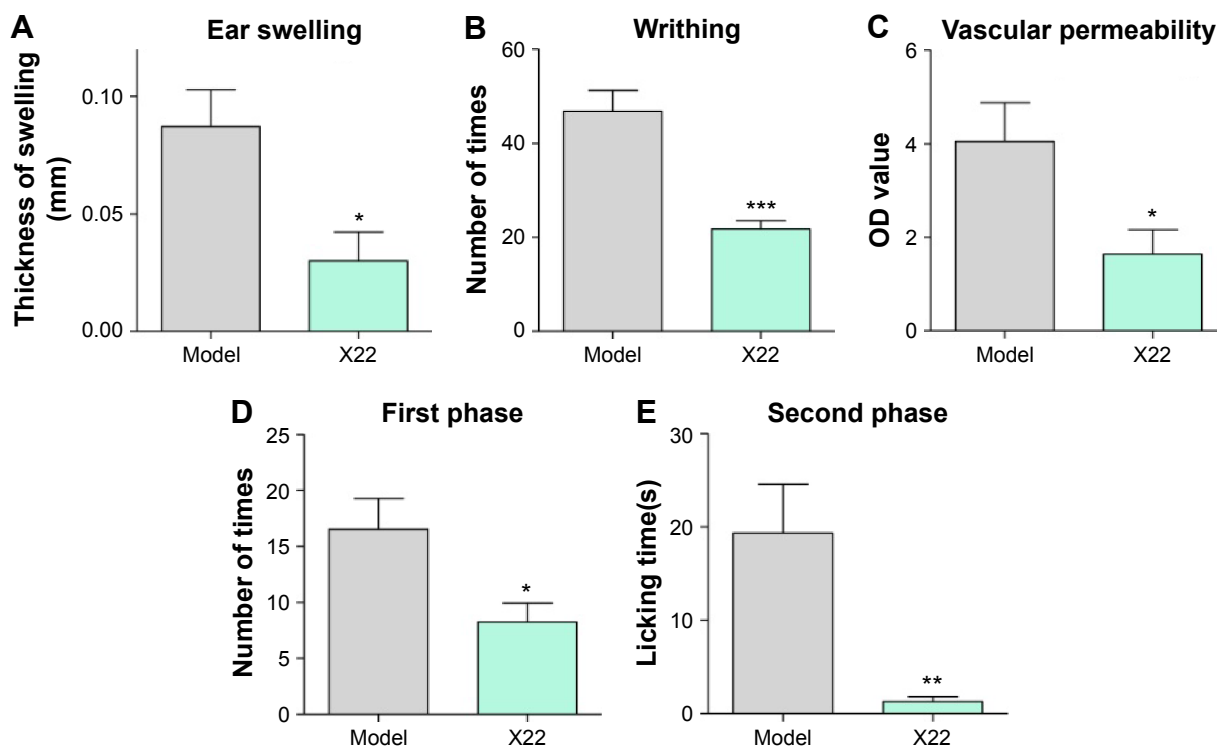 A
Ear swelling
Thickness of swelling
(mm)
0.10
0.05
0.00
*
Model
X22
B
Writhing
Number of times
60
40
20
0
***
Model
X22
C
Vascular permeability
OD value
6
4
2
0
*
Model
X22
D
First phase
Number of times
25
20
15
10
5
0
*
Model
X22
E
Second phase
Licking time(s)
30
20
10
0
**
Model
X22